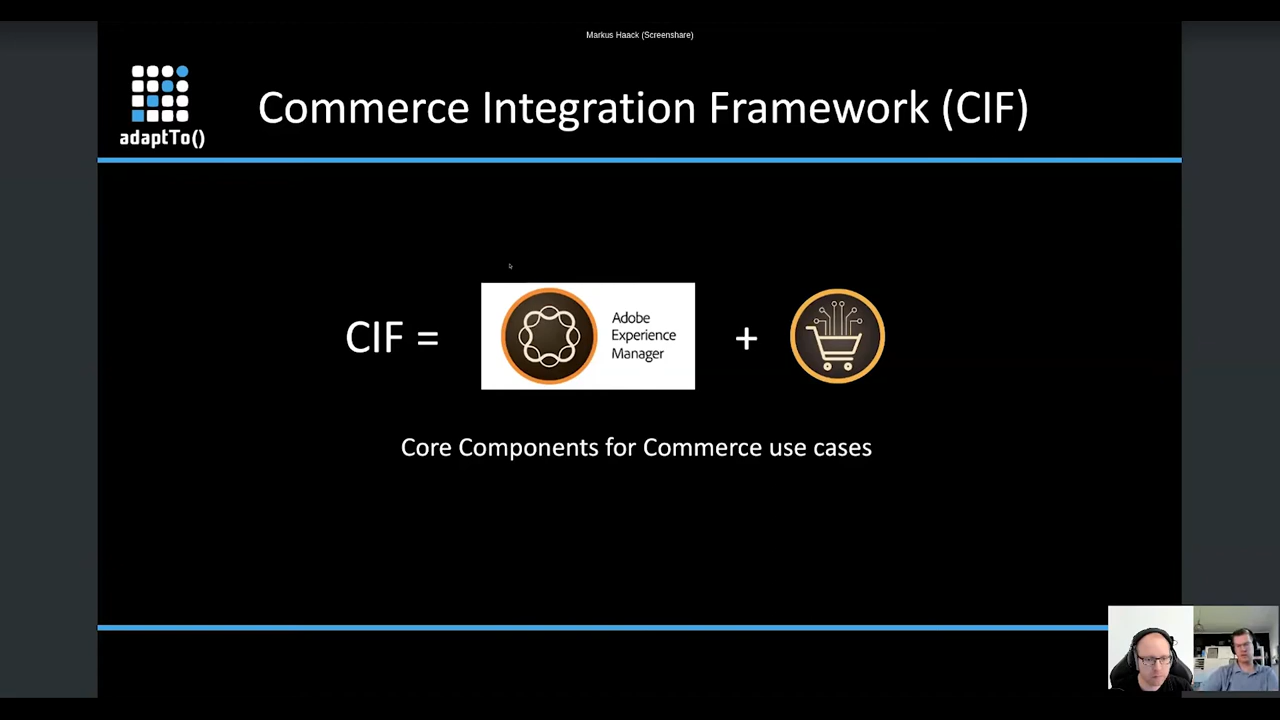 Markus Haack (Screenshare)
adaptTo()
Commerce Integration Framework (CIF)
CIF =
Adobe
Experience
Manager
+
Core Components for Commerce use cases